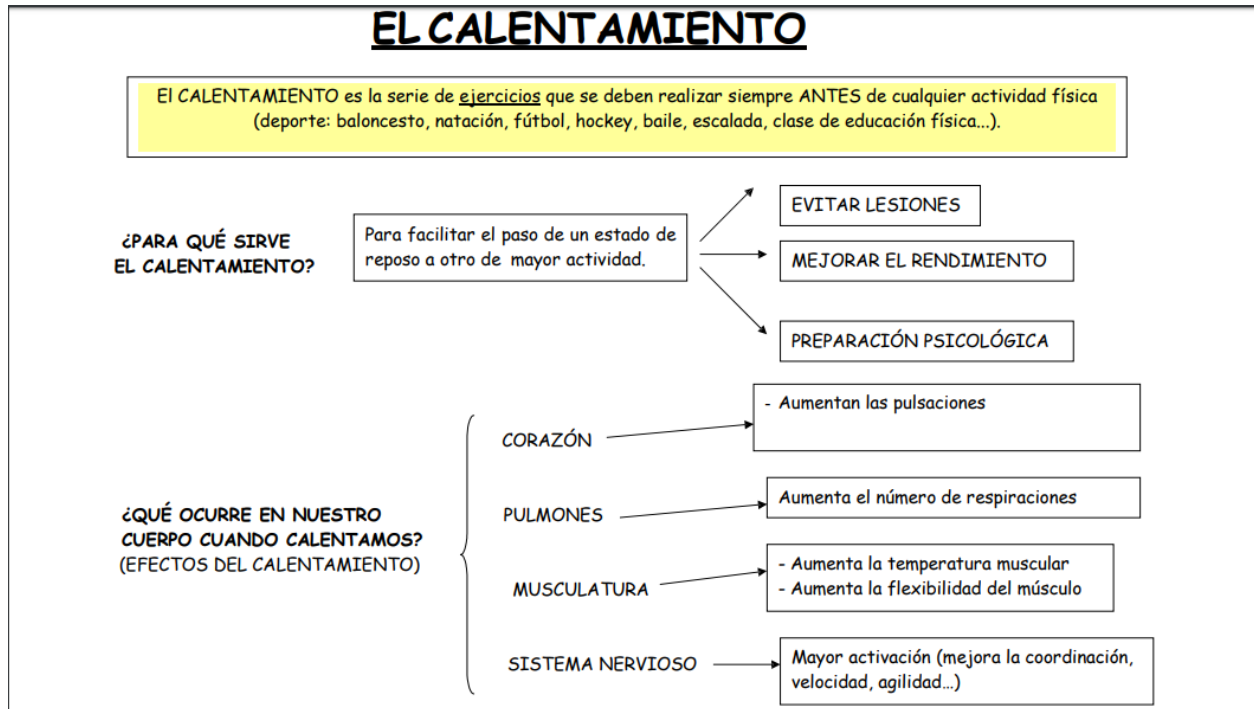 EL CALENTAMIENTO
El CALENTAMIENTO es la serie de ejercicios que se deben realizar siempre ANTES de cualquier actividad física
(deporte: baloncesto, natación, fútbol, hockey, baile, escalada, clase de educación física...).
¿PARA QUÉ SIRVE
EL CALENTAMIENTO?
Para facilitar el paso de un estado de
reposo a otro de mayor actividad.
EVITAR LESIONES
MEJORAR EL RENDIMIENTO
PREPARACIÓN PSICOLÓGICA
¿QUÉ OCURRE EN NUESTRO
CUERPO CUANDO CALENTAMOS?
(EFECTOS DEL CALENTAMIENTO)
CORAZÓN
- Aumentan las pulsaciones
PULMONES
Aumenta el número de respiraciones
MUSCULATURA
- Aumenta la temperatura muscular
- Aumenta la flexibilidad del músculo
SISTEMA NERVIOSO
Mayor activación (mejora la coordinación,
velocidad, agilidad...)